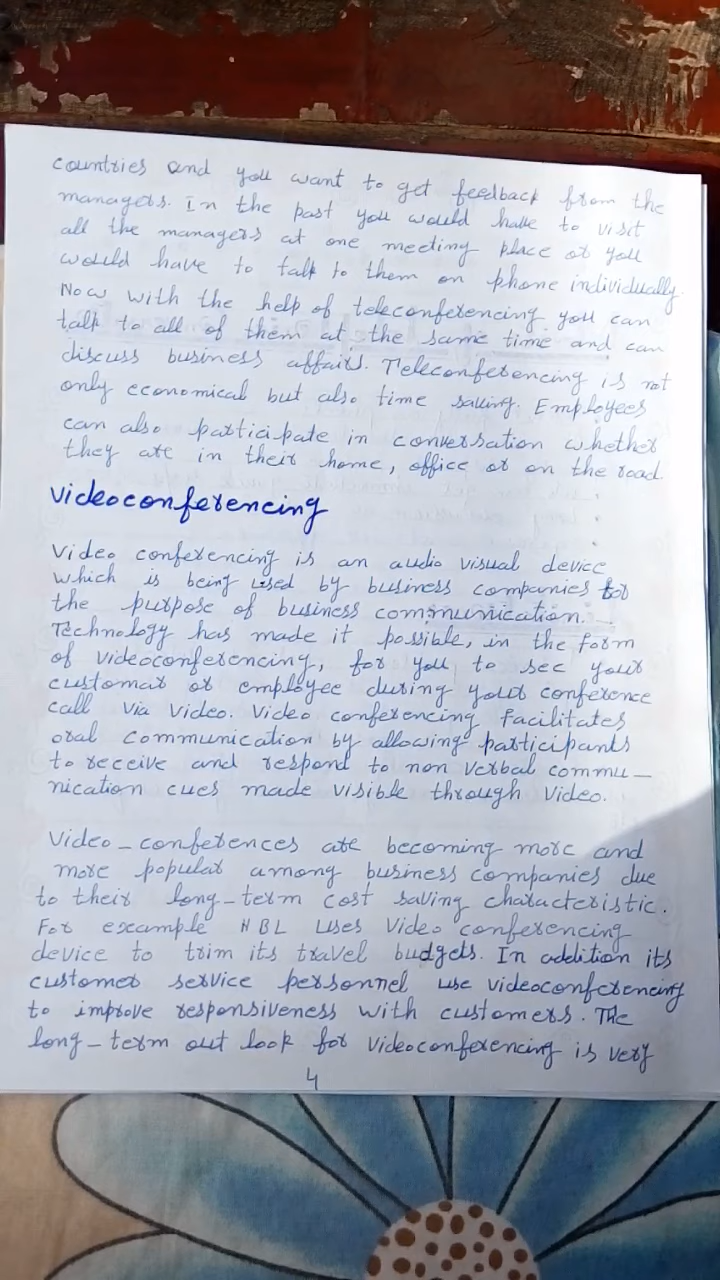 countries and you want to get feedback from the
managers. In the past you would have to visit
all the managers at one meeting place or you
would have to talk to them on phone individually.
Now with the help of teleconferencing you can
talk to all of them at the same time and can
discuss business affairs. Teleconferencing is not
only economical but also time saving. Employees
can also participate in conversation whether
they are in their home, office or on the road
videoconferencing
Video conferencing is an audio visual device
which is being used by business companies for
the purpose of business communication.
Technology has made it possible, in the form
of videoconferencing, for you to see your
customar or employee during your conference
call via video. Video conferencing facilitates
oral communication by allowing participants
to receive and respond to non verbal commu-
nication cues made visible through video.
Video-conferences are becoming more and
more popular among business companies due
to their long-term cost saving characteristic.
For example HBL uses Video conferencing
device to trim its travel budgets. In addition its
customer service personnel use videoconferencing
to improve responsiveness with customers. The
long-term out look for videoconferencing is very
4